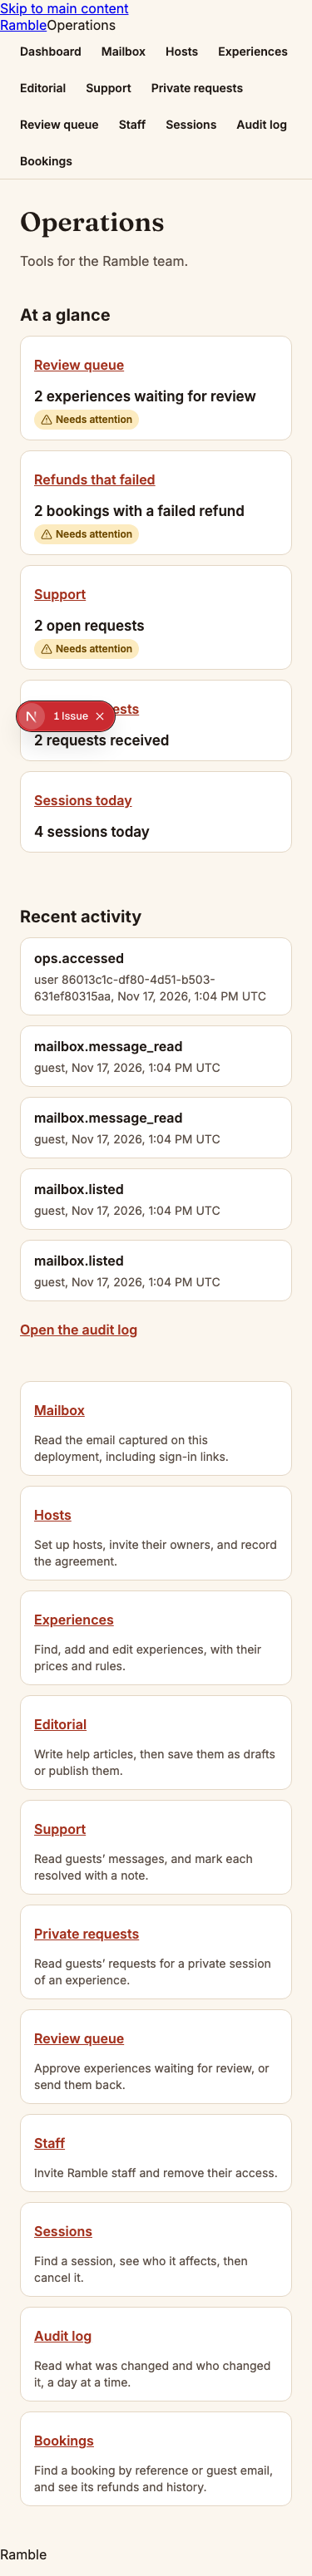 Skip to main content
RambleOperations
Dashboard Mailbox Hosts Experiences
Editorial Support Private requests
Review queue Staff Sessions Audit log
Bookings
Operations
Tools for the Ramble team.
At a glance
Review queue
2 experiences waiting for review
Needs attention
Refunds that failed
2 bookings with a failed refund
Needs attention
Support
2 open requests
Needs attention
1 Issue
2 requests received
Sessions today
4 sessions today
Recent activity
ops.accessed
user 86013c1c-df80-4d51-b503-
631ef80315aa, Nov 17, 2026, 1:04 PM UTC
mailbox.message_read
guest, Nov 17, 2026, 1:04 PM UTC
mailbox.message_read
guest, Nov 17, 2026, 1:04 PM UTC
mailbox.listed
guest, Nov 17, 2026, 1:04 PM UTC
mailbox.listed
guest, Nov 17, 2026, 1:04 PM UTC
Open the audit log
Mailbox
Read the email captured on this
deployment, including sign-in links.
Hosts
Set up hosts, invite their owners, and record
the agreement.
Experiences
Find, add and edit experiences, with their
prices and rules.
Editorial
Write help articles, then save them as drafts
or publish them.
Support
Read guests’ messages, and mark each
resolved with a note.
Private requests
Read guests’ requests for a private session
of an experience.
Review queue
Approve experiences waiting for review, or
send them back.
Staff
Invite Ramble staff and remove their access.
Sessions
Find a session, see who it affects, then
cancel it.
Audit log
Read what was changed and who changed
it, a day at a time.
Bookings
Find a booking by reference or guest email,
and see its refunds and history.
Ramble